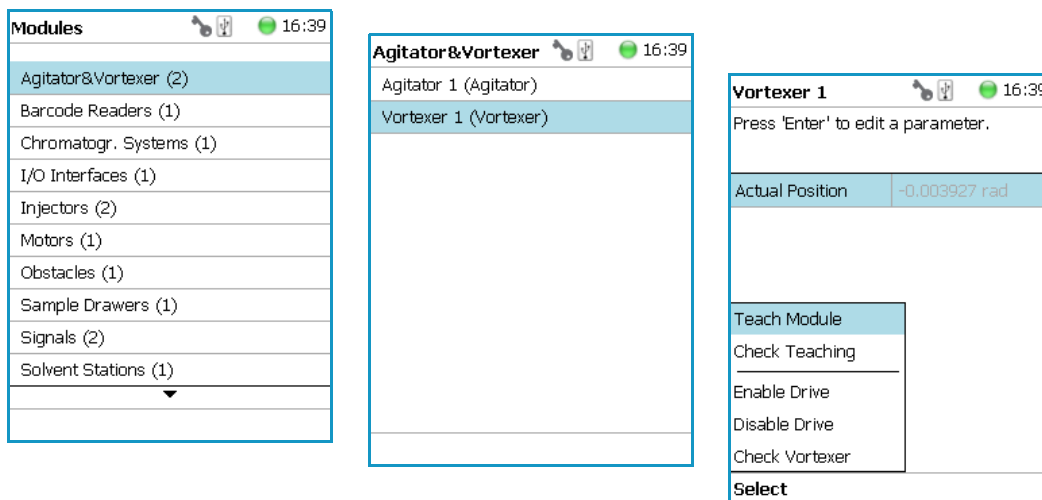 Modules 16:39
Agitator&Vortexer (2)
Barcode Readers (1)
Chromatogr. Systems (1)
I/O Interfaces (1)
Injectors (2)
Motors (1)
Obstacles (1)
Sample Drawers (1)
Signals (2)
Solvent Stations (1)
Agitator&Vortexer 16:39
Agitator 1 (Agitator)
Vortexer 1 (Vortexer)
Vortexer 1 16:39
Press 'Enter' to edit a parameter.
Actual Position -0.003927 rad
Teach Module
Check Teaching
Enable Drive
Disable Drive
Check Vortexer
Select